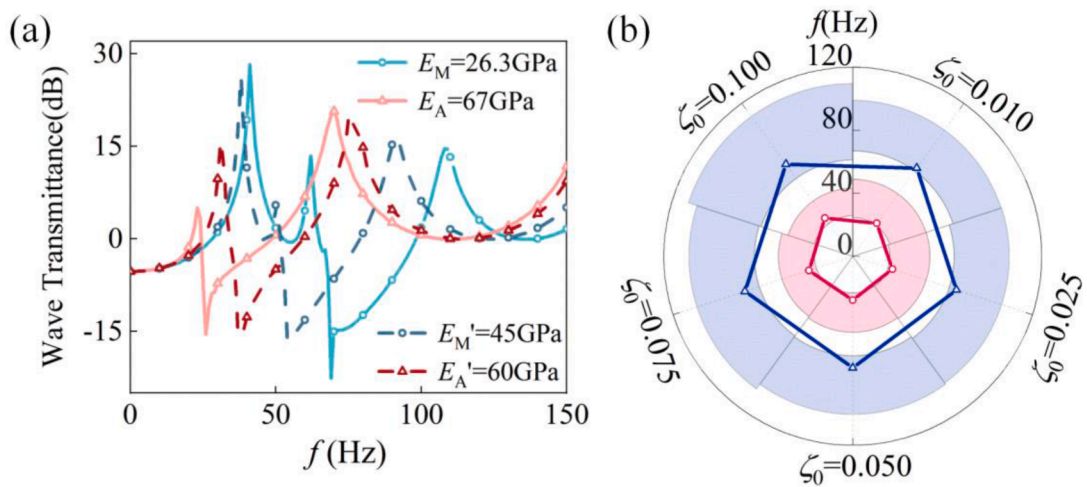 (a)
Wave Transmittance(dB)
30
15
0
-15
0
50
100
150
f (Hz)
E_M=26.3GPa
E_A=67GPa
E_M'=45GPa
E_A'=60GPa
(b)
f(Hz)
120
80
40
0
ζ₀=0.010
ζ₀=0.025
ζ₀=0.050
ζ₀=0.075
ζ₀=0.100